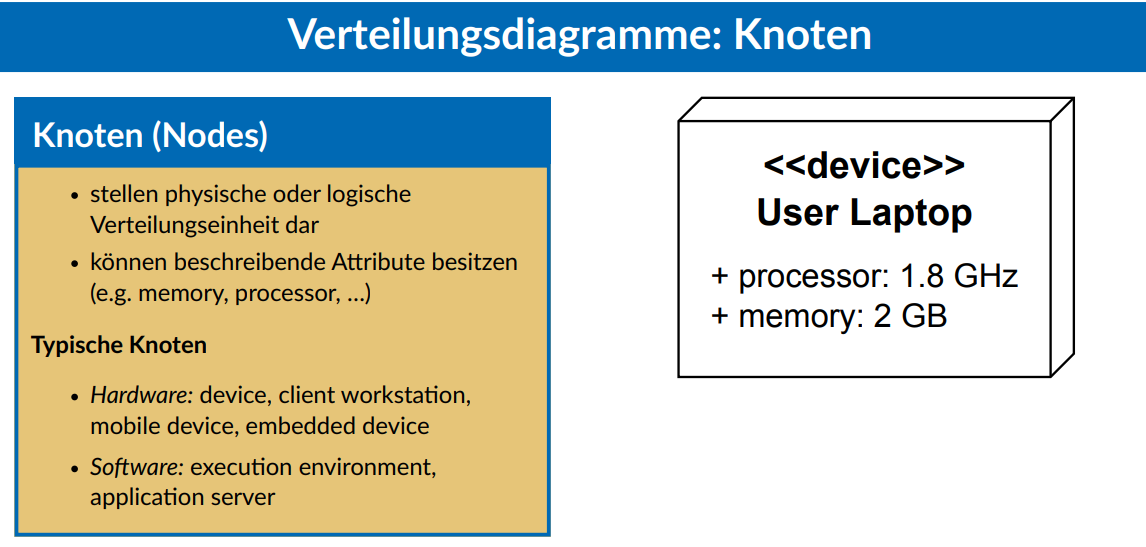 Verteilungsdiagramme: Knoten
Knoten (Nodes)
• stellen physische oder logische
Verteilungseinheit dar
• können beschreibende Attribute besitzen
(e.g. memory, processor, ...)
Typische Knoten
• Hardware: device, client workstation,
mobile device, embedded device
• Software: execution environment,
application server
<<device>>
User Laptop
+ processor: 1.8 GHz
+ memory: 2 GB